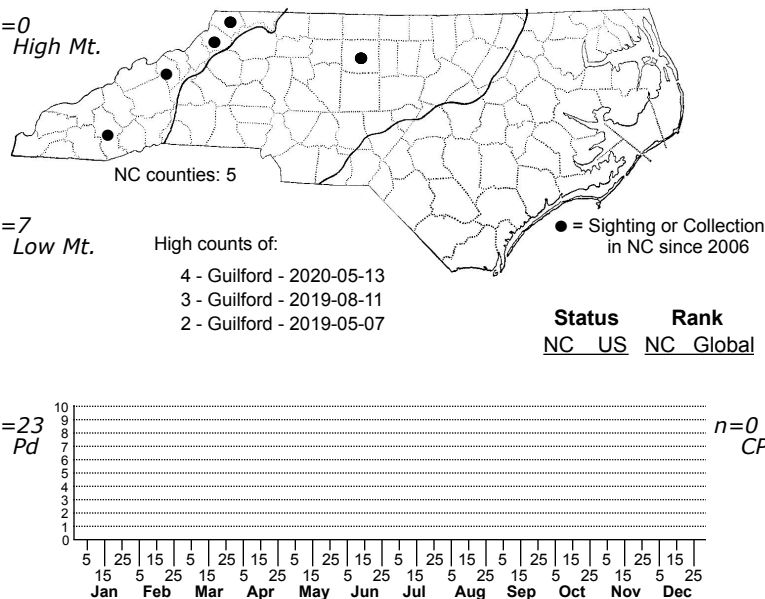 =0
High Mt.
NC counties: 5
=7
Low Mt.
High counts of:
4 - Guilford - 2020-05-13
3 - Guilford - 2019-08-11
2 - Guilford - 2019-05-07
● = Sighting or Collection
in NC since 2006
Status Rank
NC US NC Global
=23
Pd
n=0
CP
10
9
8
7
6
5
4
3
2
1
0
5 25 15 5 25 15 5 25 15 5 25 15 5 25 15 5 25 15
15 5 25 15 5 25 15 5 25 15 5 25 15 5 25 15 5 25
Jan Feb Mar Apr May Jun Jul Aug Sep Oct Nov Dec